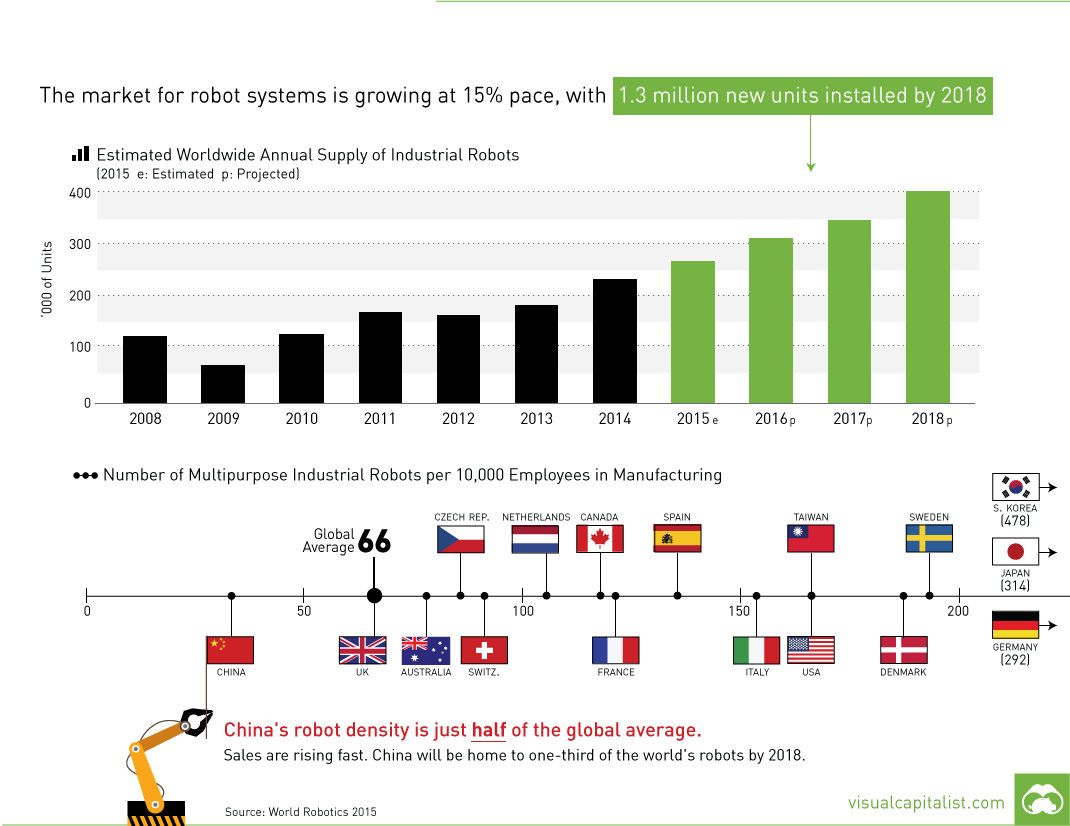 The market for robot systems is growing at 15% pace, with 1.3 million new units installed by 2018
Estimated Worldwide Annual Supply of Industrial Robots
(2015 e: Estimated p: Projected)
'000 of Units
400
300
200
100
0
2008 2009 2010 2011 2012 2013 2014 2015 e 2016 p 2017 p 2018 p
Number of Multipurpose Industrial Robots per 10,000 Employees in Manufacturing
S. KOREA
(478)
CZECH REP. NETHERLANDS CANADA SPAIN TAIWAN SWEDEN
Global
Average 66
JAPAN
(314)
0 50 100 150 200
GERMANY
(292)
CHINA UK AUSTRALIA SWITZ. FRANCE ITALY USA DENMARK
China's robot density is just half of the global average.
Sales are rising fast. China will be home to one-third of the world's robots by 2018.
Source: World Robotics 2015
visualcapitalist.com